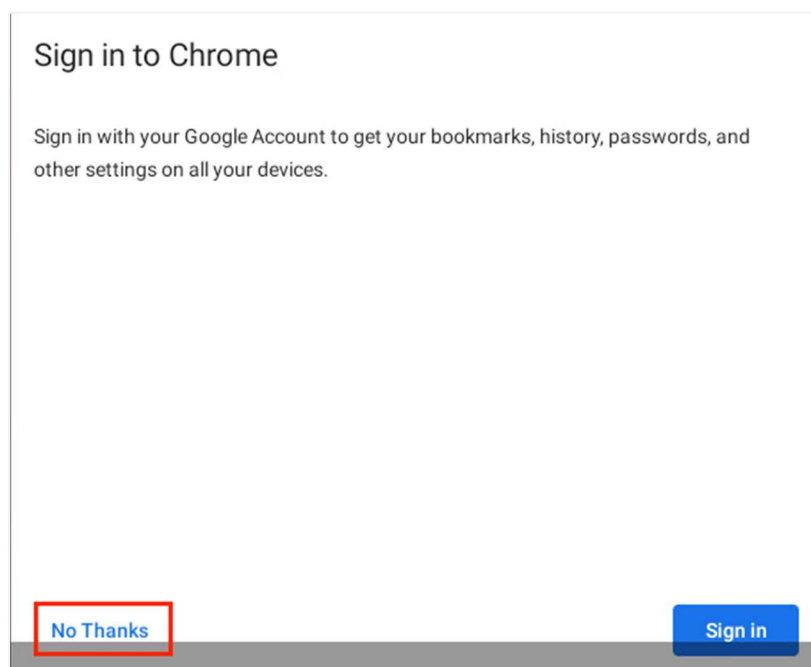 Sign in to Chrome
Sign in with your Google Account to get your bookmarks, history, passwords, and
other settings on all your devices.
No Thanks
Sign in